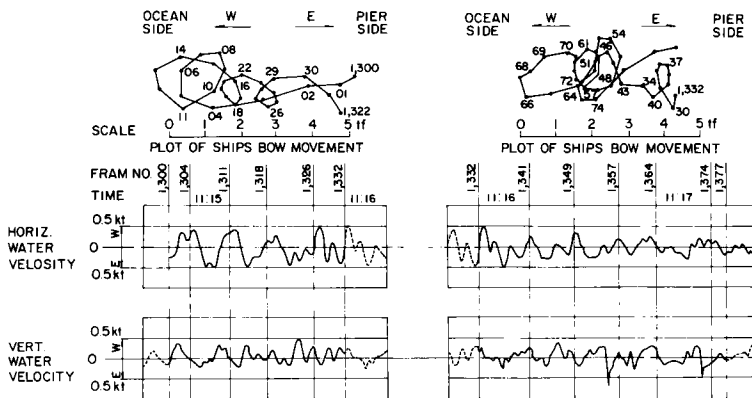 OCEAN SIDE W E PIER SIDE
14 08 22 29 30 1,300
06 10 16 02 01
11 04 18 26 1,322
SCALE 0 1 2 3 4 5 tf
PLOT OF SHIPS BOW MOVEMENT
OCEAN SIDE W E PIER SIDE
54
69 70 61 46 37
68 51 72 48 34 1,332
66 64 57 74 43 40 30
0 1 2 3 4 5 tf
PLOT OF SHIPS BOW MOVEMENT
FRAM NO. 1,300 1,304 1,311 1,318 1,326 1,332
TIME 11:15 11:16
1,332 1,341 1,349 1,357 1,364 1,374 1,377
11:16 11:17
HORIZ. WATER VELOSITY
0.5 kt W
0
0.5 kt E
VERT. WATER VELOCITY
0.5 kt W
0
0.5 kt E